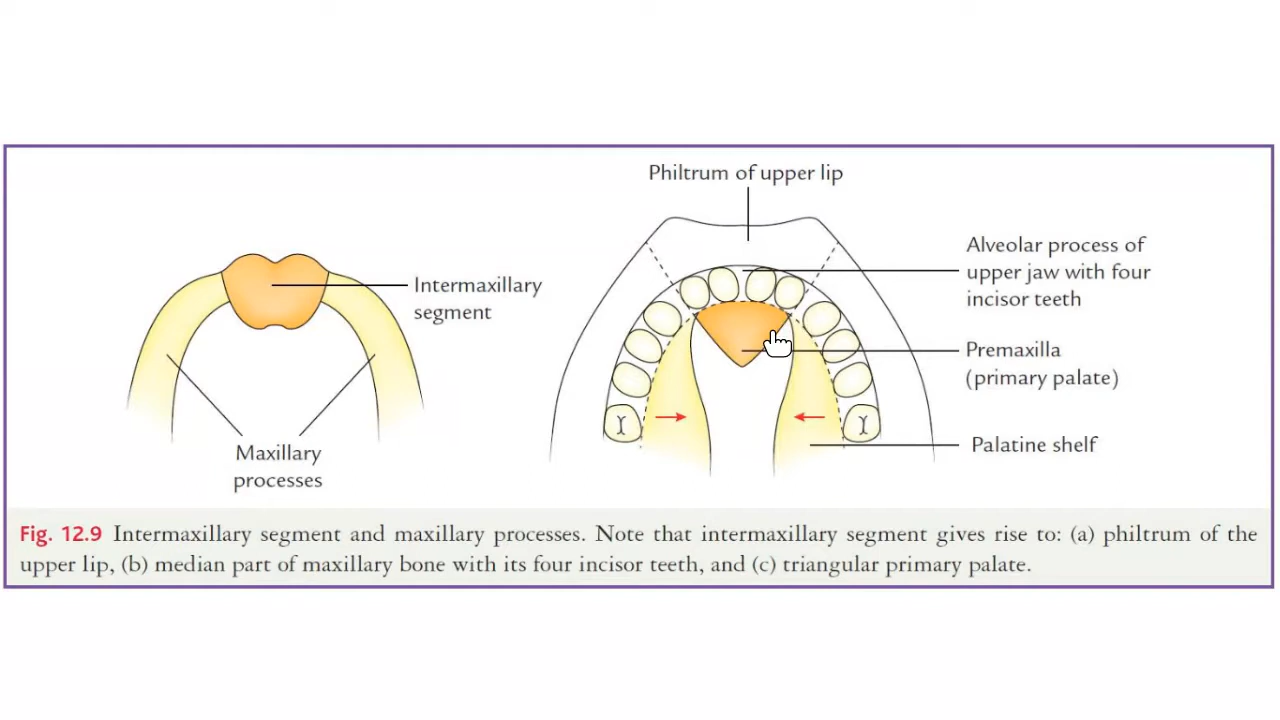 Philtrum of upper lip
Intermaxillary
segment
Maxillary
processes
Alveolar process of
upper jaw with four
incisor teeth
Premaxilla
(primary palate)
Palatine shelf
Fig. 12.9 Intermaxillary segment and maxillary processes. Note that intermaxillary segment gives rise to: (a) philtrum of the
upper lip, (b) median part of maxillary bone with its four incisor teeth, and (c) triangular primary palate.